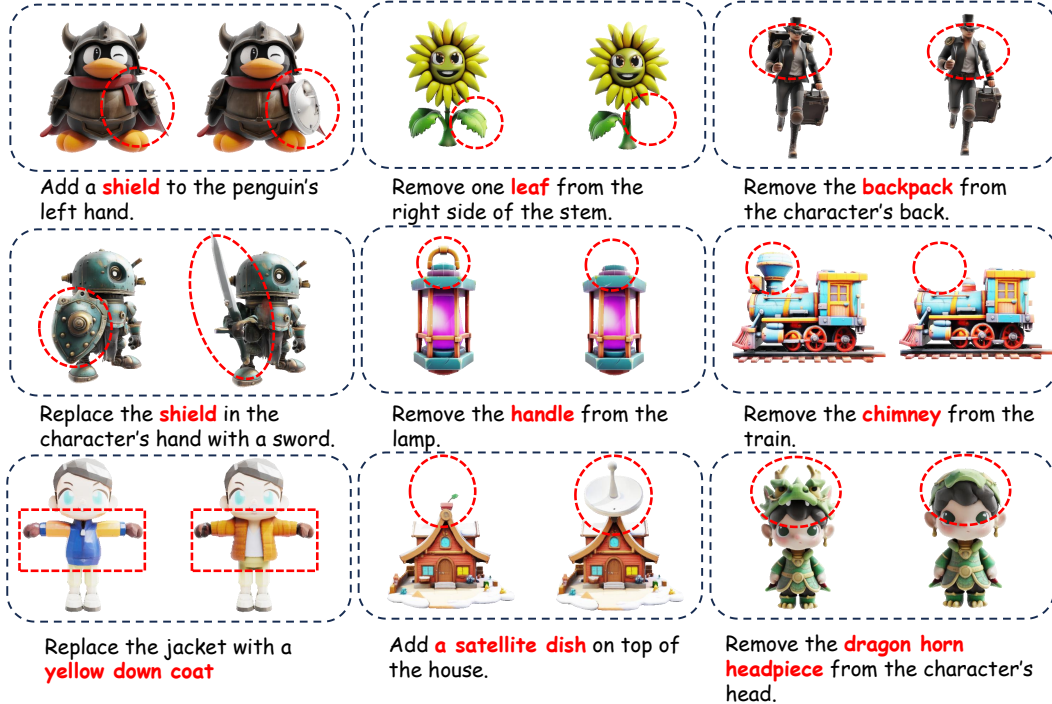 Add a shield to the penguin's
left hand.
Remove one leaf from the
right side of the stem.
Remove the backpack from
the character's back.
Replace the shield in the
character's hand with a sword.
Remove the handle from the
lamp.
Remove the chimney from the
train.
Replace the jacket with a
yellow down coat
Add a satellite dish on top of
the house.
Remove the dragon horn
headpiece from the character's
head.